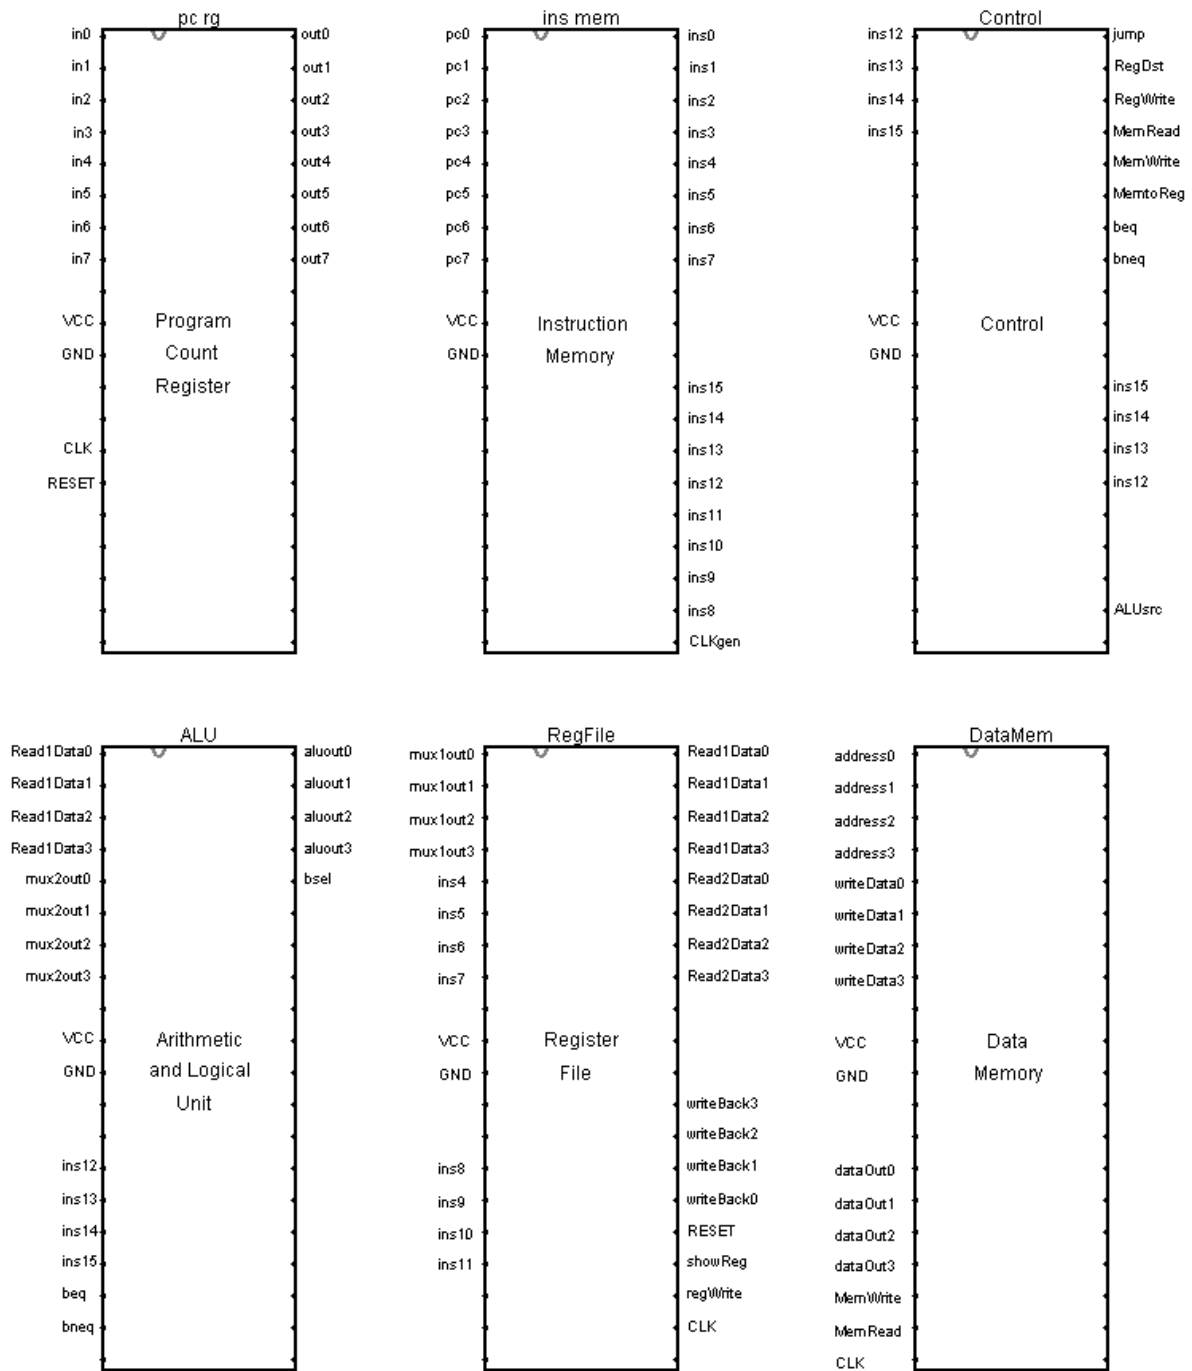 pc rg
in0 out0
in1 out1
in2 out2
in3 out3
in4 out4
in5 out5
in6 out6
in7 out7
VCC Program
GND Count
Register
CLK
RESET
ins mem
pc0 ins0
pc1 ins1
pc2 ins2
pc3 ins3
pc4 ins4
pc5 ins5
pc6 ins6
pc7 ins7
VCC Instruction
GND Memory
ins15
ins14
ins13
ins12
ins11
ins10
ins9
ins8
CLKgen
Control
ins12 jump
ins13 RegDst
ins14 RegWrite
ins15 MemRead
MemWrite
MemtoReg
beq
bneq
VCC Control
GND
ins15
ins14
ins13
ins12
ALUsrc
ALU
Read1Data0 aluout0
Read1Data1 aluout1
Read1Data2 aluout2
Read1Data3 aluout3
mux2out0 bsel
mux2out1
mux2out2
mux2out3
VCC Arithmetic
GND and Logical
Unit
ins12
ins13
ins14
ins15
beq
bneq
RegFile
mux1out0 Read1Data0
mux1out1 Read1Data1
mux1out2 Read1Data2
mux1out3 Read1Data3
ins4 Read2Data0
ins5 Read2Data1
ins6 Read2Data2
ins7 Read2Data3
VCC Register
GND File
writeBack3
writeBack2
ins8 writeBack1
ins9 writeBack0
ins10 RESET
ins11 showReg
regWrite
CLK
DataMem
address0
address1
address2
address3
writeData0
writeData1
writeData2
writeData3
VCC Data
GND Memory
dataOut0
dataOut1
dataOut2
dataOut3
MemWrite
MemRead
CLK